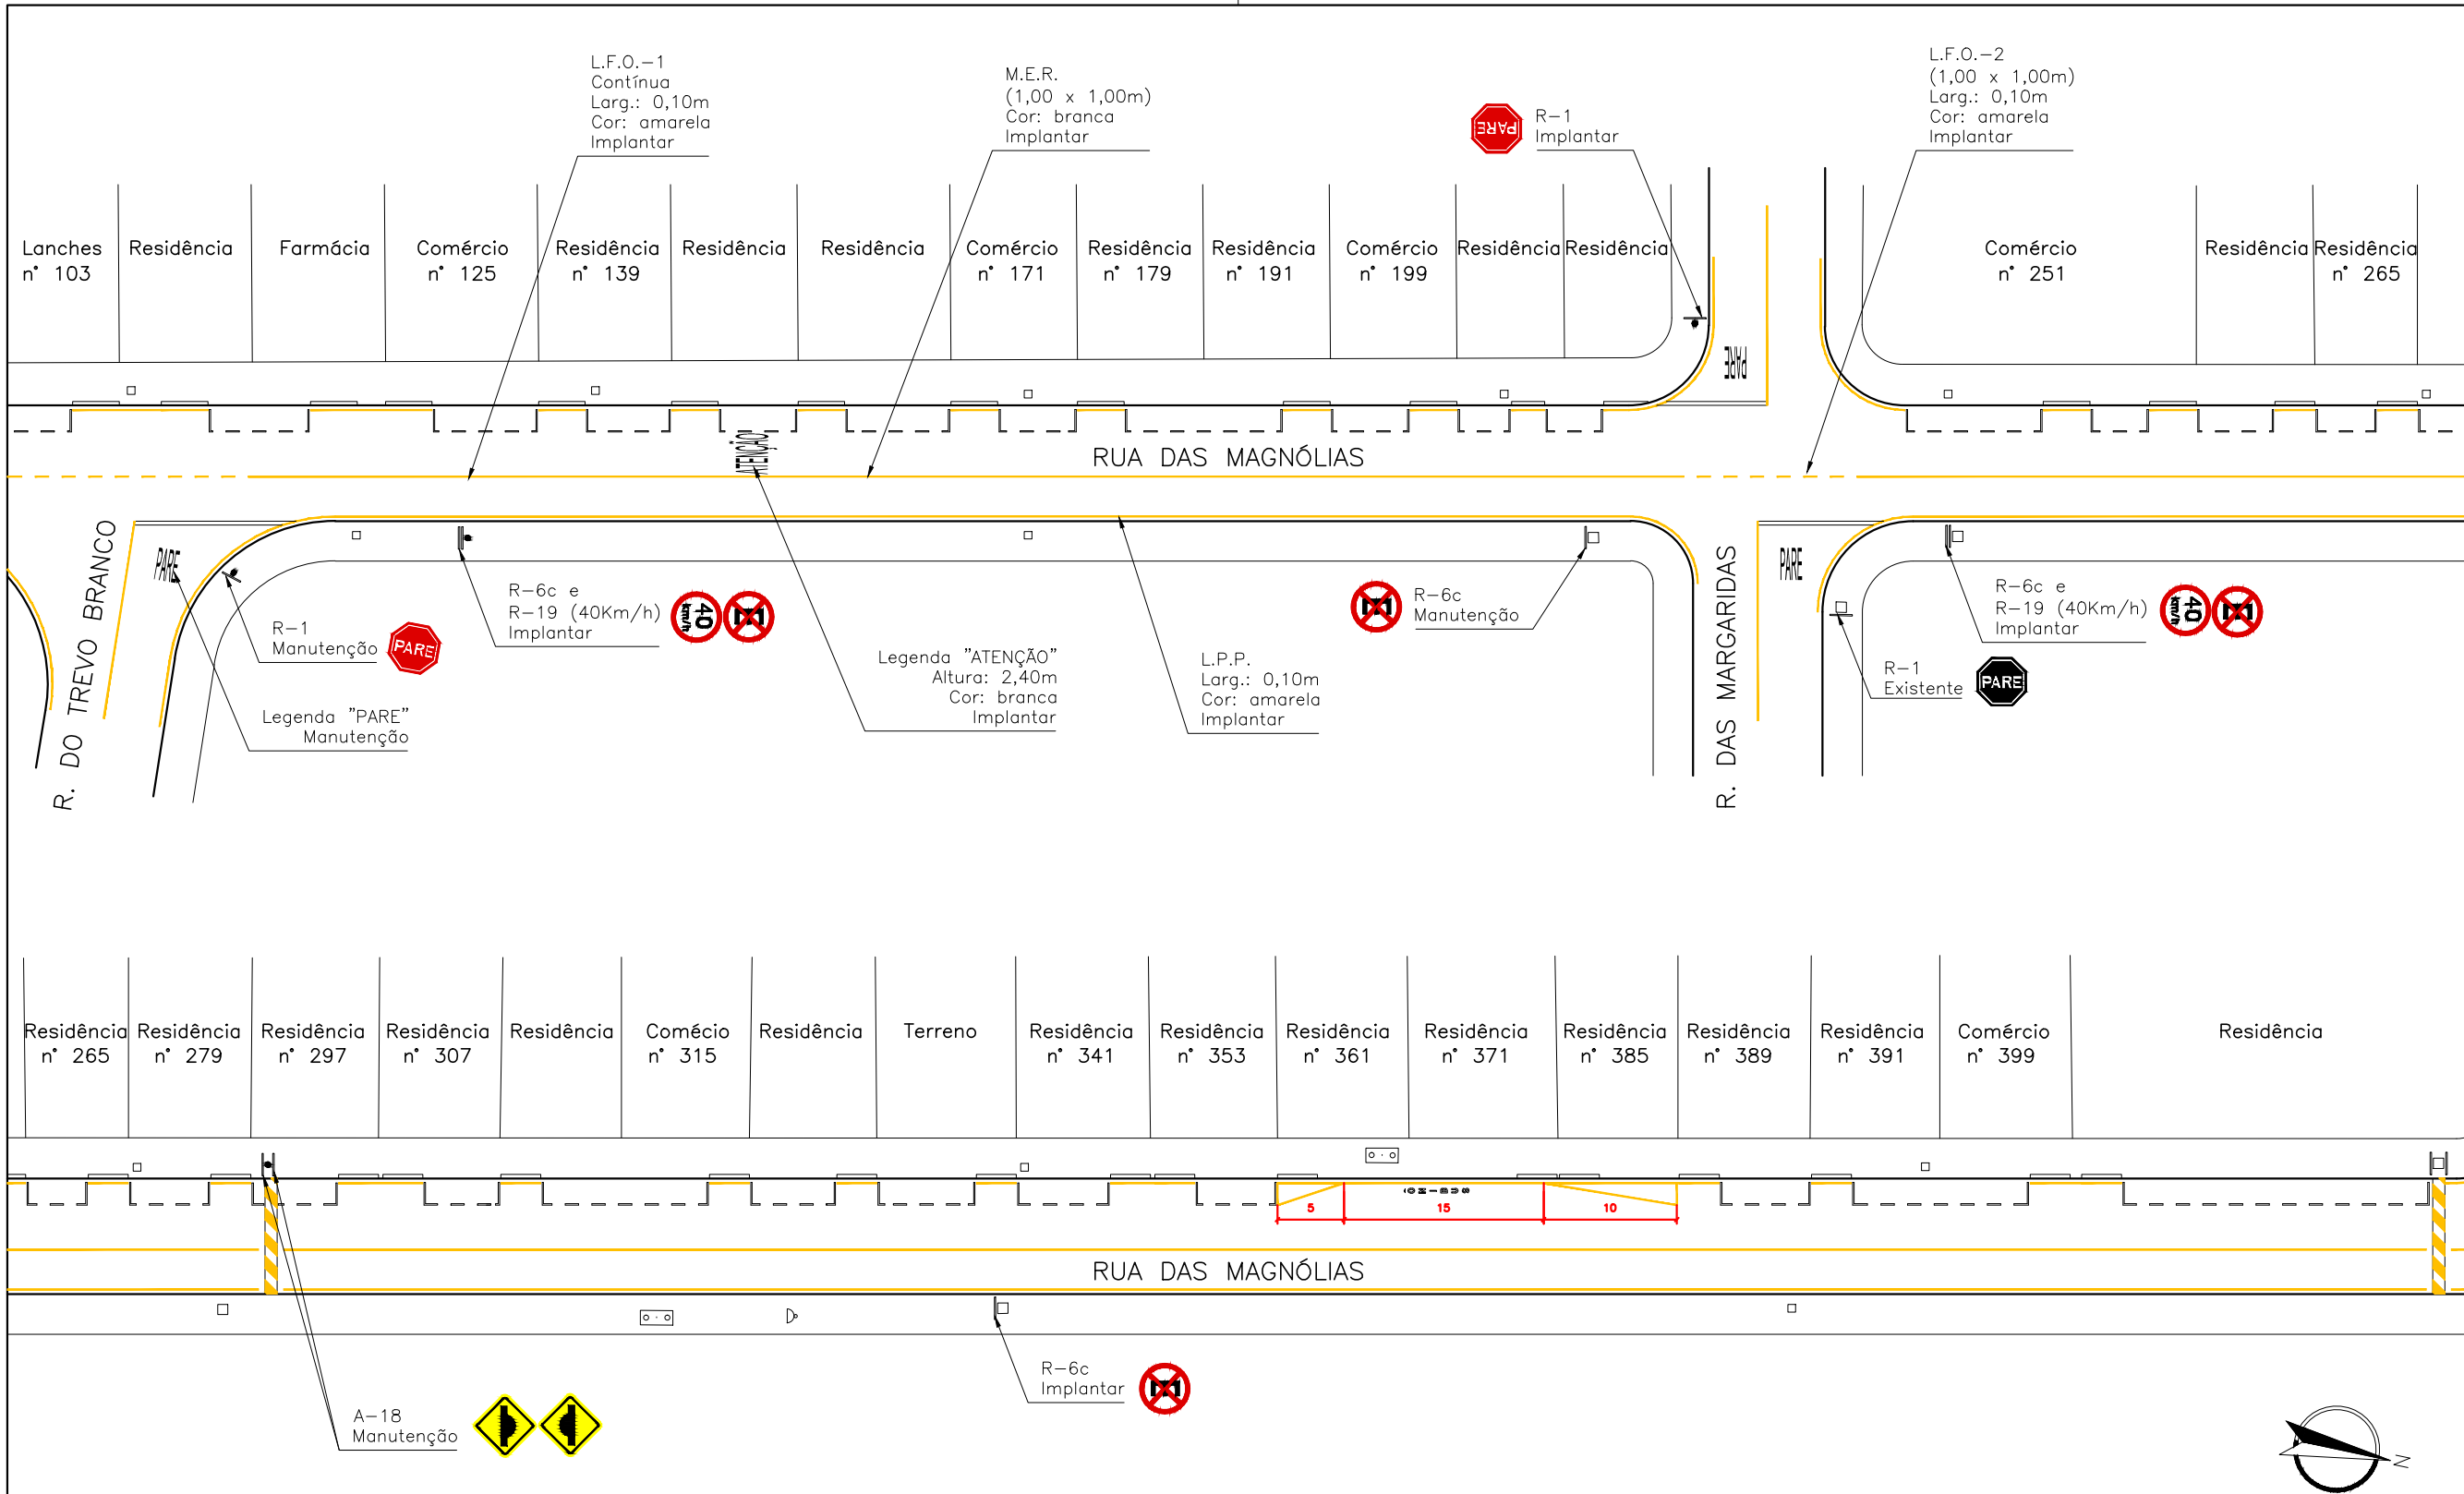 L.F.O.-1
Contínua
Larg.: 0,10m
Cor: amarela
Implantar
M.E.R.
(1,00 x 1,00m)
Cor: branca
Implantar
PARE
R-1
Implantar
L.F.O.-2
(1,00 x 1,00m)
Larg.: 0,10m
Cor: amarela
Implantar
Lanches
n° 103
Residência
Farmácia
Comércio
n° 125
Residência
n° 139
Residência
Residência
Comércio
n° 171
Residência
n° 179
Residência
n° 191
Comércio
n° 199
Residência
Residência
Comércio
n° 251
Residência
Residência
n° 265
PARE
ATENÇÃO
RUA DAS MAGNÓLIAS
R. DO TREVO BRANCO
PARE
R-1
Manutenção
PARE
Legenda "PARE"
Manutenção
R-6c e
R-19 (40Km/h)
Implantar
40
km/h
E
Legenda "ATENÇÃO"
Altura: 2,40m
Cor: branca
Implantar
L.P.P.
Larg.: 0,10m
Cor: amarela
Implantar
E
R-6c
Manutenção
R. DAS MARGARIDAS
PARE
R-6c e
R-19 (40Km/h)
Implantar
40
km/h
E
R-1
Existente
PARE
Residência
n° 265
Residência
n° 279
Residência
n° 297
Residência
n° 307
Residência
Comécio
n° 315
Residência
Terreno
Residência
n° 341
Residência
n° 353
Residência
n° 361
Residência
n° 371
Residência
n° 385
Residência
n° 389
Residência
n° 391
Comércio
n° 399
Residência
ÔNIBUS
5
15
10
RUA DAS MAGNÓLIAS
R-6c
Implantar
E
A-18
Manutenção
N